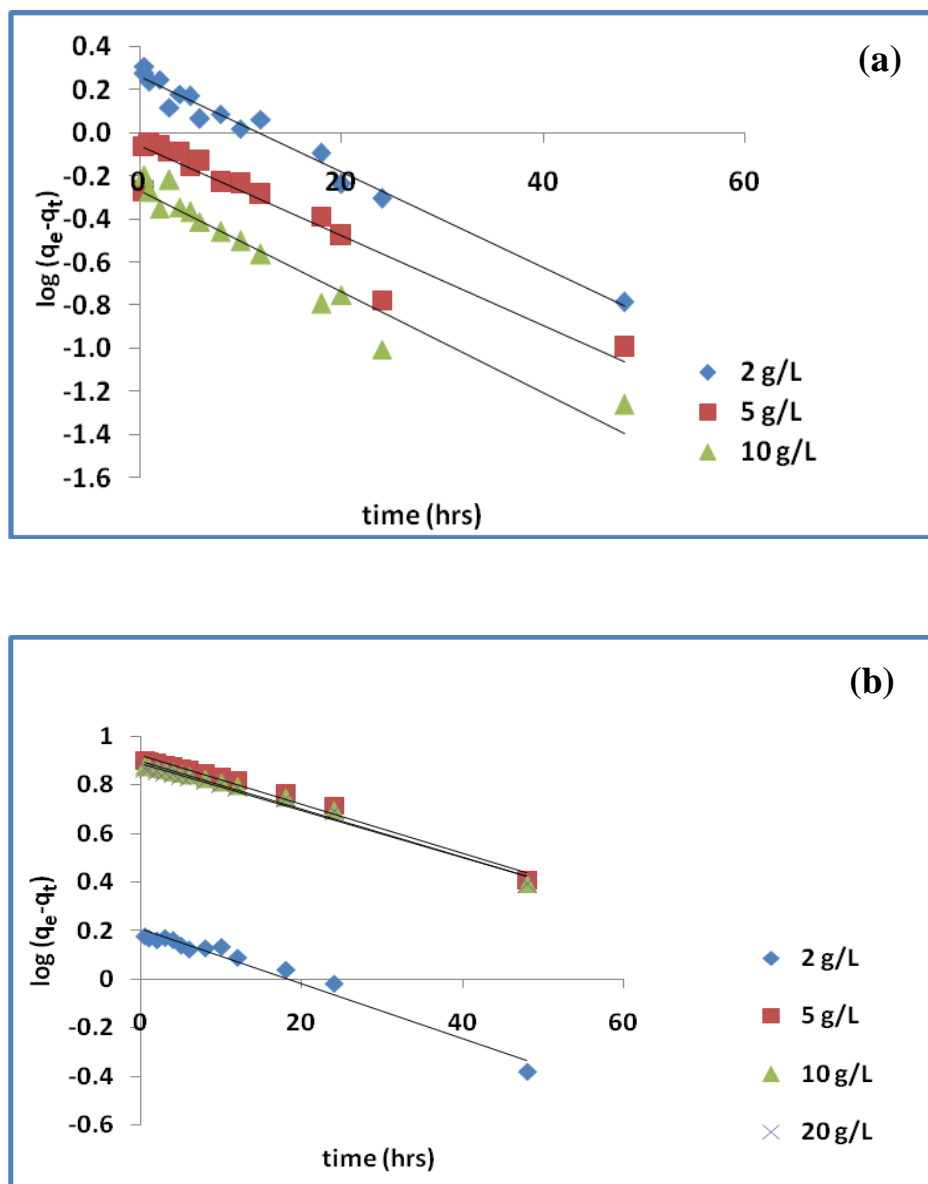 (a)
0.4
0.2
0.0
-0.2
-0.4
-0.6
-0.8
-1.0
-1.2
-1.4
-1.6
0 20 40 60
log (qe-qt)
time (hrs)
2 g/L
5 g/L
10 g/L
(b)
1
0.8
0.6
0.4
0.2
0
-0.2
-0.4
-0.6
0 20 40 60
log (qe-qt)
time (hrs)
2 g/L
5 g/L
10 g/L
20 g/L